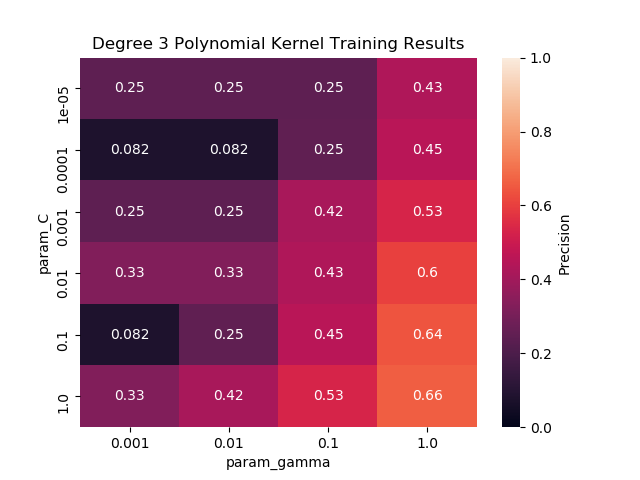 Degree 3 Polynomial Kernel Training Results
param_C
1e-05 0.25 0.25 0.25 0.43
0.0001 0.082 0.082 0.25 0.45
0.001 0.25 0.25 0.42 0.53
0.01 0.33 0.33 0.43 0.6
0.1 0.082 0.25 0.45 0.64
1.0 0.33 0.42 0.53 0.66
0.001 0.01 0.1 1.0
param_gamma
1.0
0.8
0.6
0.4
0.2
0.0
Precision